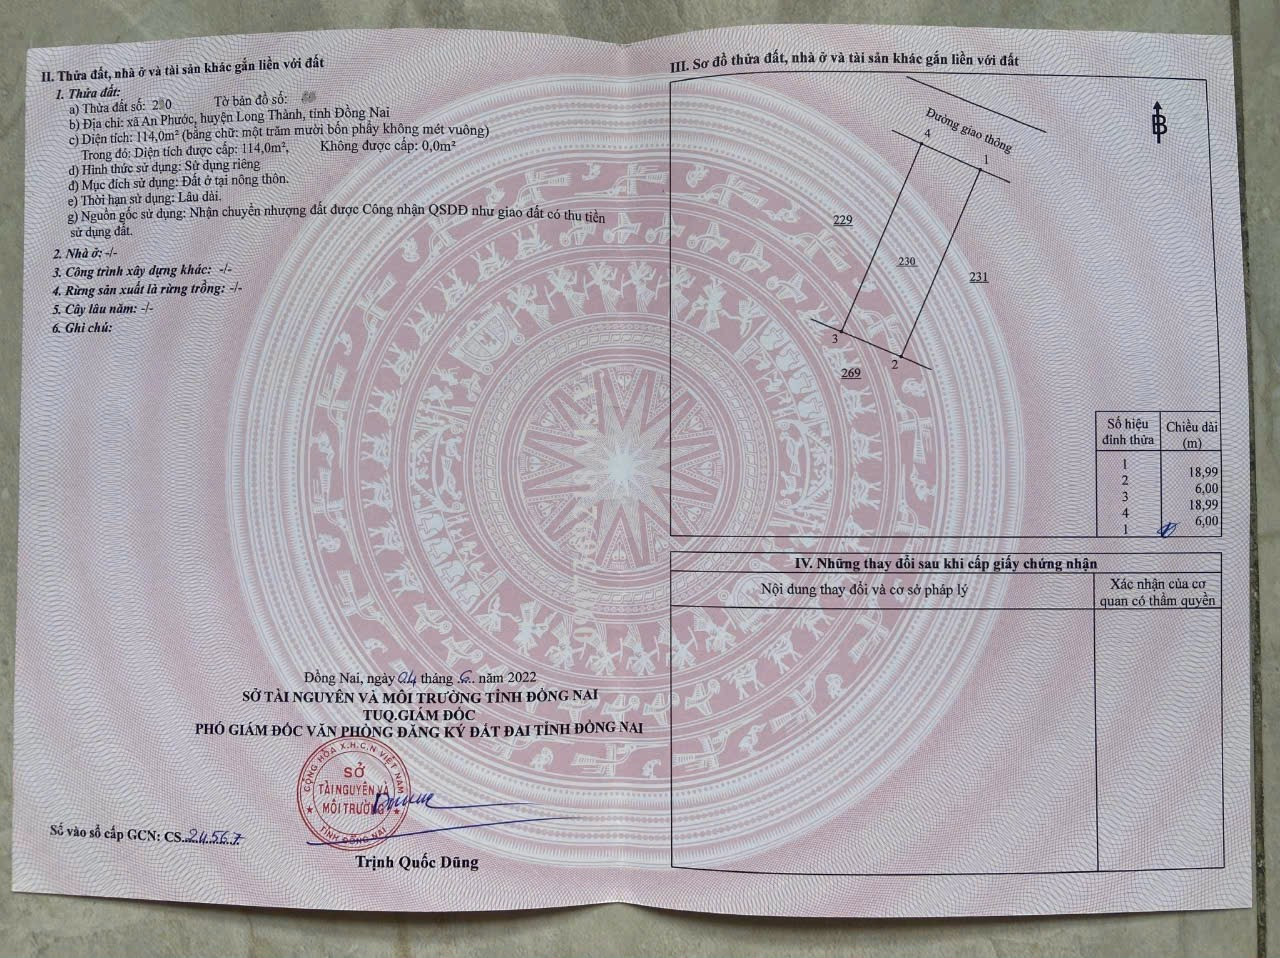 II. Thửa đất, nhà ở và tài sản khác gắn liền với đất
1. Thửa đất:
a) Thửa đất số: 2 0 Tờ bản đồ số:
b) Địa chỉ: xã An Phước, huyện Long Thành, tỉnh Đồng Nai
c) Diện tích: 114,0m² (bằng chữ: một trăm mười bốn phẩy không mét vuông)
Trong đó: Diện tích được cấp: 114,0m², Không được cấp: 0,0m²
d) Hình thức sử dụng: Sử dụng riêng
đ) Mục đích sử dụng: Đất ở tại nông thôn.
e) Thời hạn sử dụng: Lâu dài.
g) Nguồn gốc sử dụng: Nhận chuyển nhượng đất được Công nhận QSDĐ như giao đất có thu tiền
sử dụng đất.
2. Nhà ở: -/-
3. Công trình xây dựng khác: -/-
4. Rừng sản xuất là rừng trồng: -/-
5. Cây lâu năm: -/-
6. Ghi chú:
Đồng Nai, ngày 04 tháng 6 năm 2022
SỞ TÀI NGUYÊN VÀ MÔI TRƯỜNG TỈNH ĐỒNG NAI
TUQ.GIÁM ĐỐC
PHÓ GIÁM ĐỐC VĂN PHÒNG ĐĂNG KÝ ĐẤT ĐAI TỈNH ĐỒNG NAI
CỘNG HÒA X.H.C.N VIỆT NAM
SỞ
TÀI NGUYÊN VÀ
MÔI TRƯỜNG
TỈNH ĐỒNG NAI
Số vào sổ cấp GCN: CS 24567
Trịnh Quốc Dũng
III. Sơ đồ thửa đất, nhà ở và tài sản khác gắn liền với đất
Đường giao thông
B
4
1
229
230
231
3
2
269
Số hiệu đỉnh thửa Chiều dài (m)
1
18,99
2
6,00
3
18,99
4
6,00
1
IV. Những thay đổi sau khi cấp giấy chứng nhận
Nội dung thay đổi và cơ sở pháp lý
Xác nhận của cơ
quan có thẩm quyền